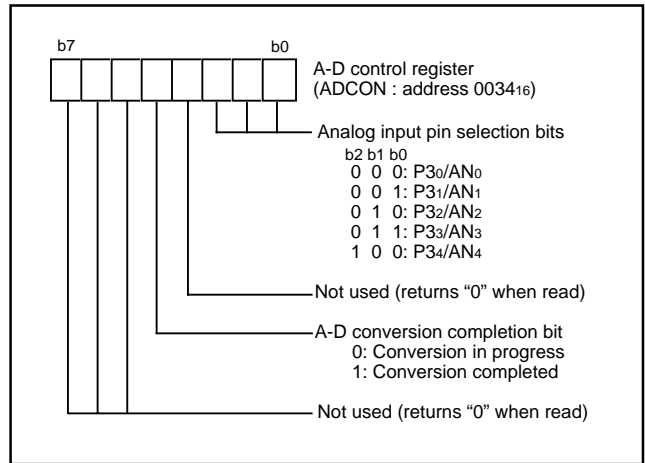 b7 b0
A-D control register
(ADCON : address 003416)
Analog input pin selection bits
b2 b1 b0
0 0 0: P30/AN0
0 0 1: P31/AN1
0 1 0: P32/AN2
0 1 1: P33/AN3
1 0 0: P34/AN4
Not used (returns “0” when read)
A-D conversion completion bit
0: Conversion in progress
1: Conversion completed
Not used (returns “0” when read)